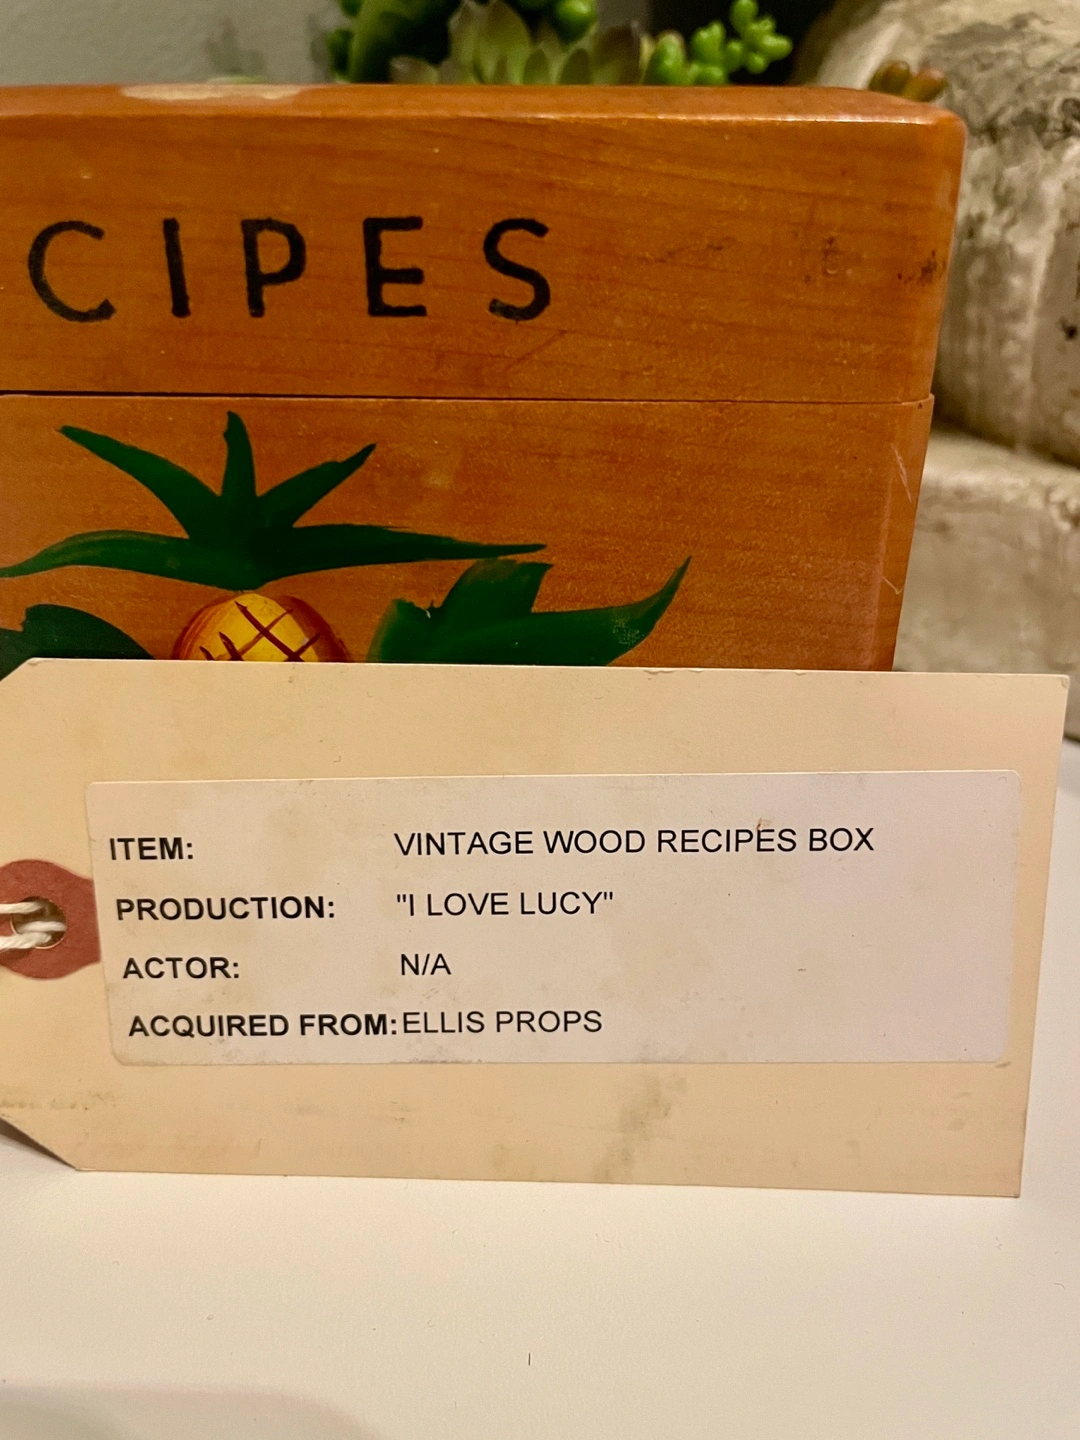 CIPES
ITEM: VINTAGE WOOD RECIPES BOX
PRODUCTION: "I LOVE LUCY"
ACTOR: N/A
ACQUIRED FROM: ELLIS PROPS